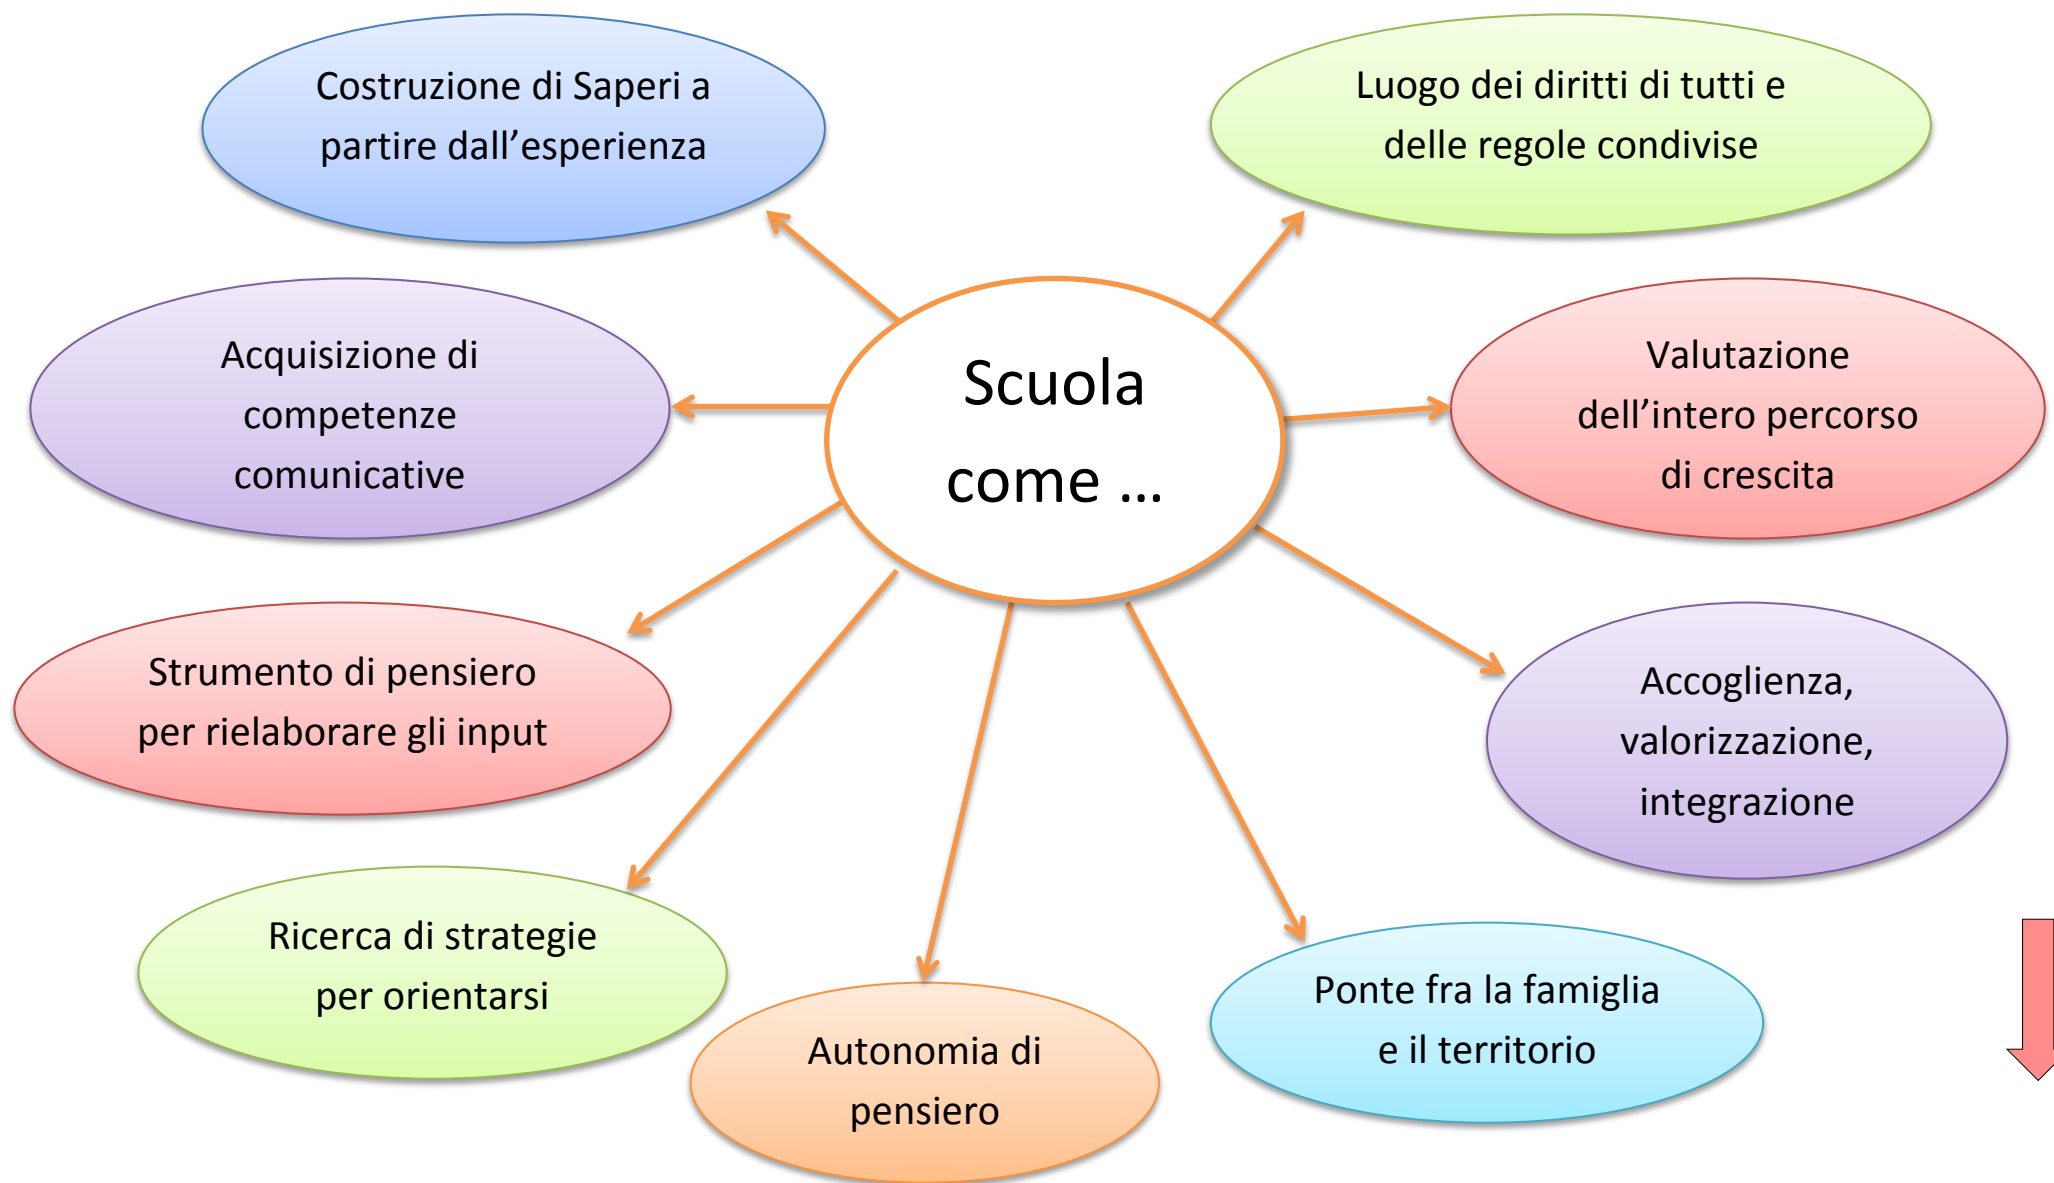 Costruzione di Saperi a
partire dall’esperienza
Luogo dei diritti di tutti e
delle regole condivise
Scuola
come ...
Acquisizione di
competenze
comunicative
Valutazione
dell’intero percorso
di crescita
Strumento di pensiero
per rielaborare gli input
Accoglienza,
valorizzazione,
integrazione
Ricerca di strategie
per orientarsi
Autonomia di
pensiero
Ponte fra la famiglia
e il territorio